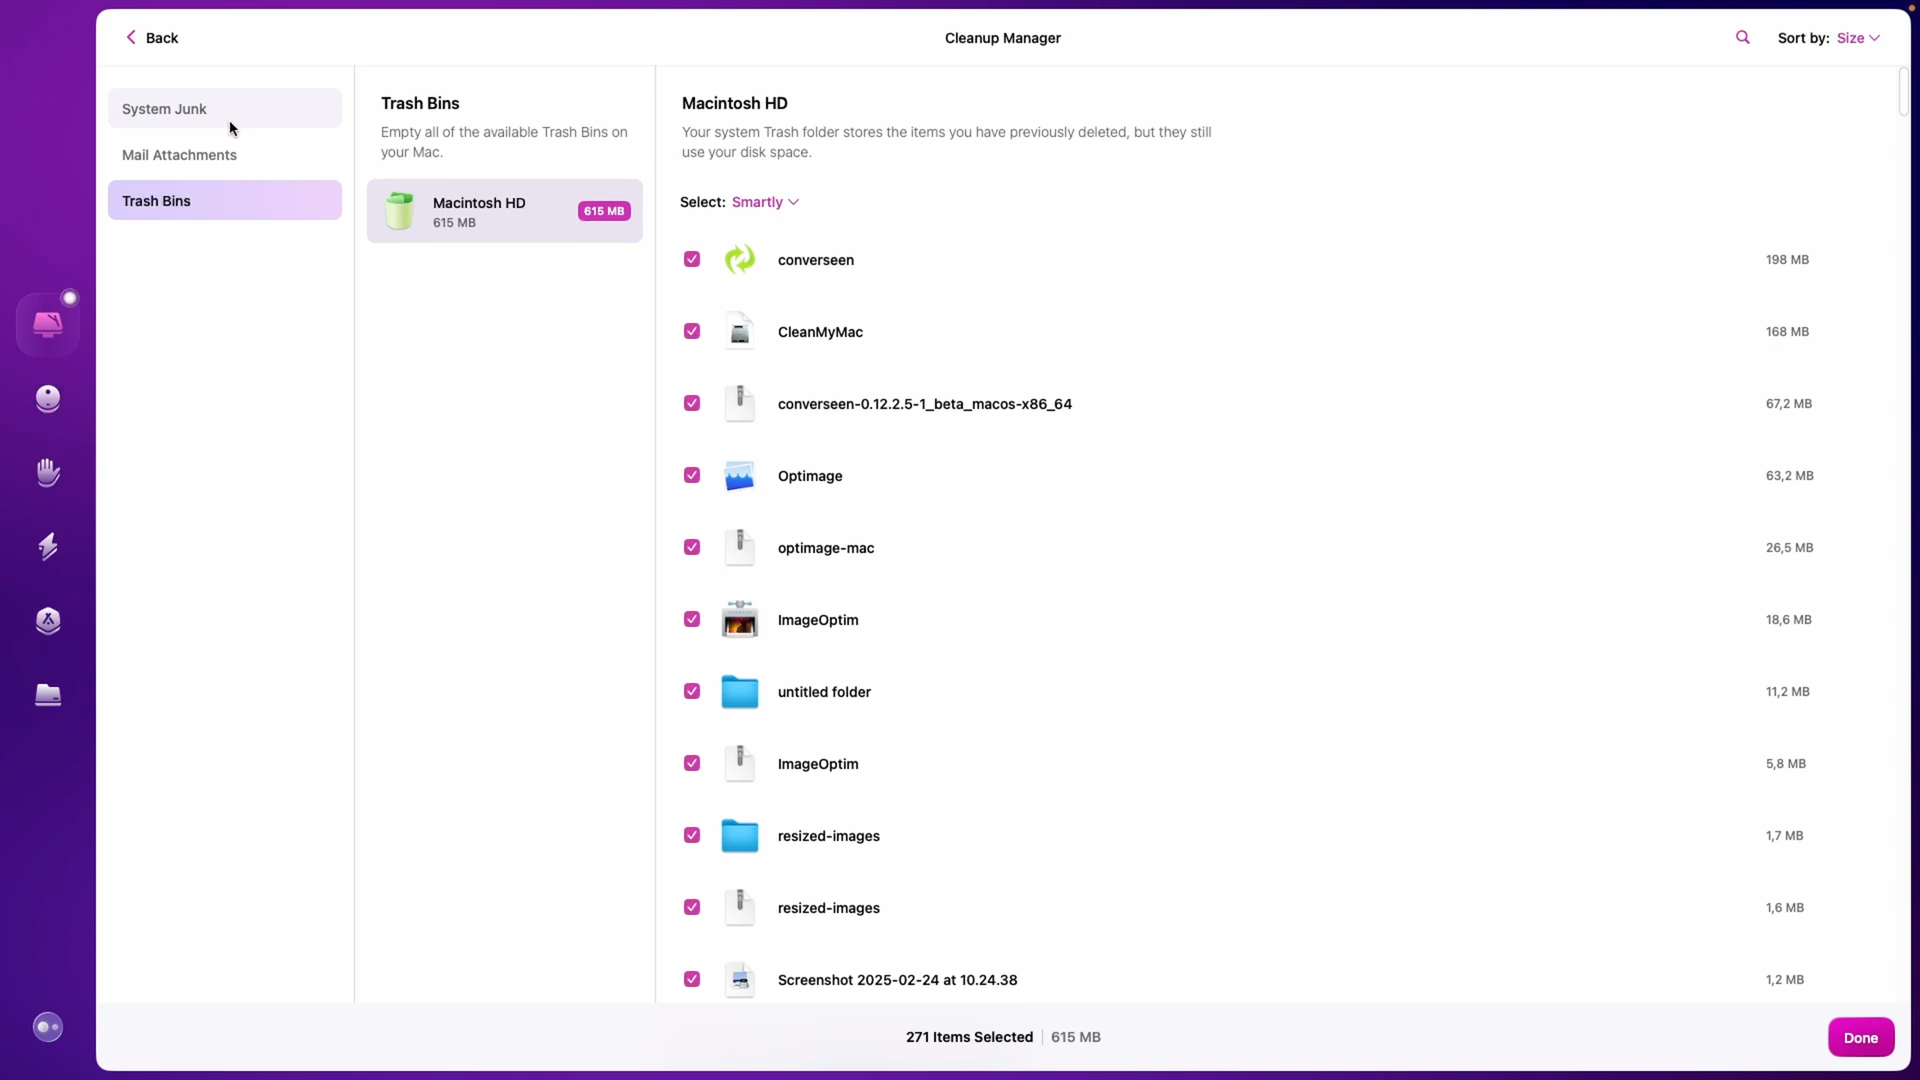 Back
Cleanup Manager
Sort by: Size
System Junk
Mail Attachments
Trash Bins
Trash Bins
Empty all of the available Trash Bins on
your Mac.
Macintosh HD
615 MB
615 MB
Macintosh HD
Your system Trash folder stores the items you have previously deleted, but they still
use your disk space.
Select: Smartly
converseen 198 MB
CleanMyMac 168 MB
converseen-0.12.2.5-1_beta_macos-x86_64 67,2 MB
Optimage 63,2 MB
optimage-mac 26,5 MB
ImageOptim 18,6 MB
untitled folder 11,2 MB
ImageOptim 5,8 MB
resized-images 1,7 MB
resized-images 1,6 MB
Screenshot 2025-02-24 at 10.24.38 1,2 MB
271 Items Selected 615 MB
Done